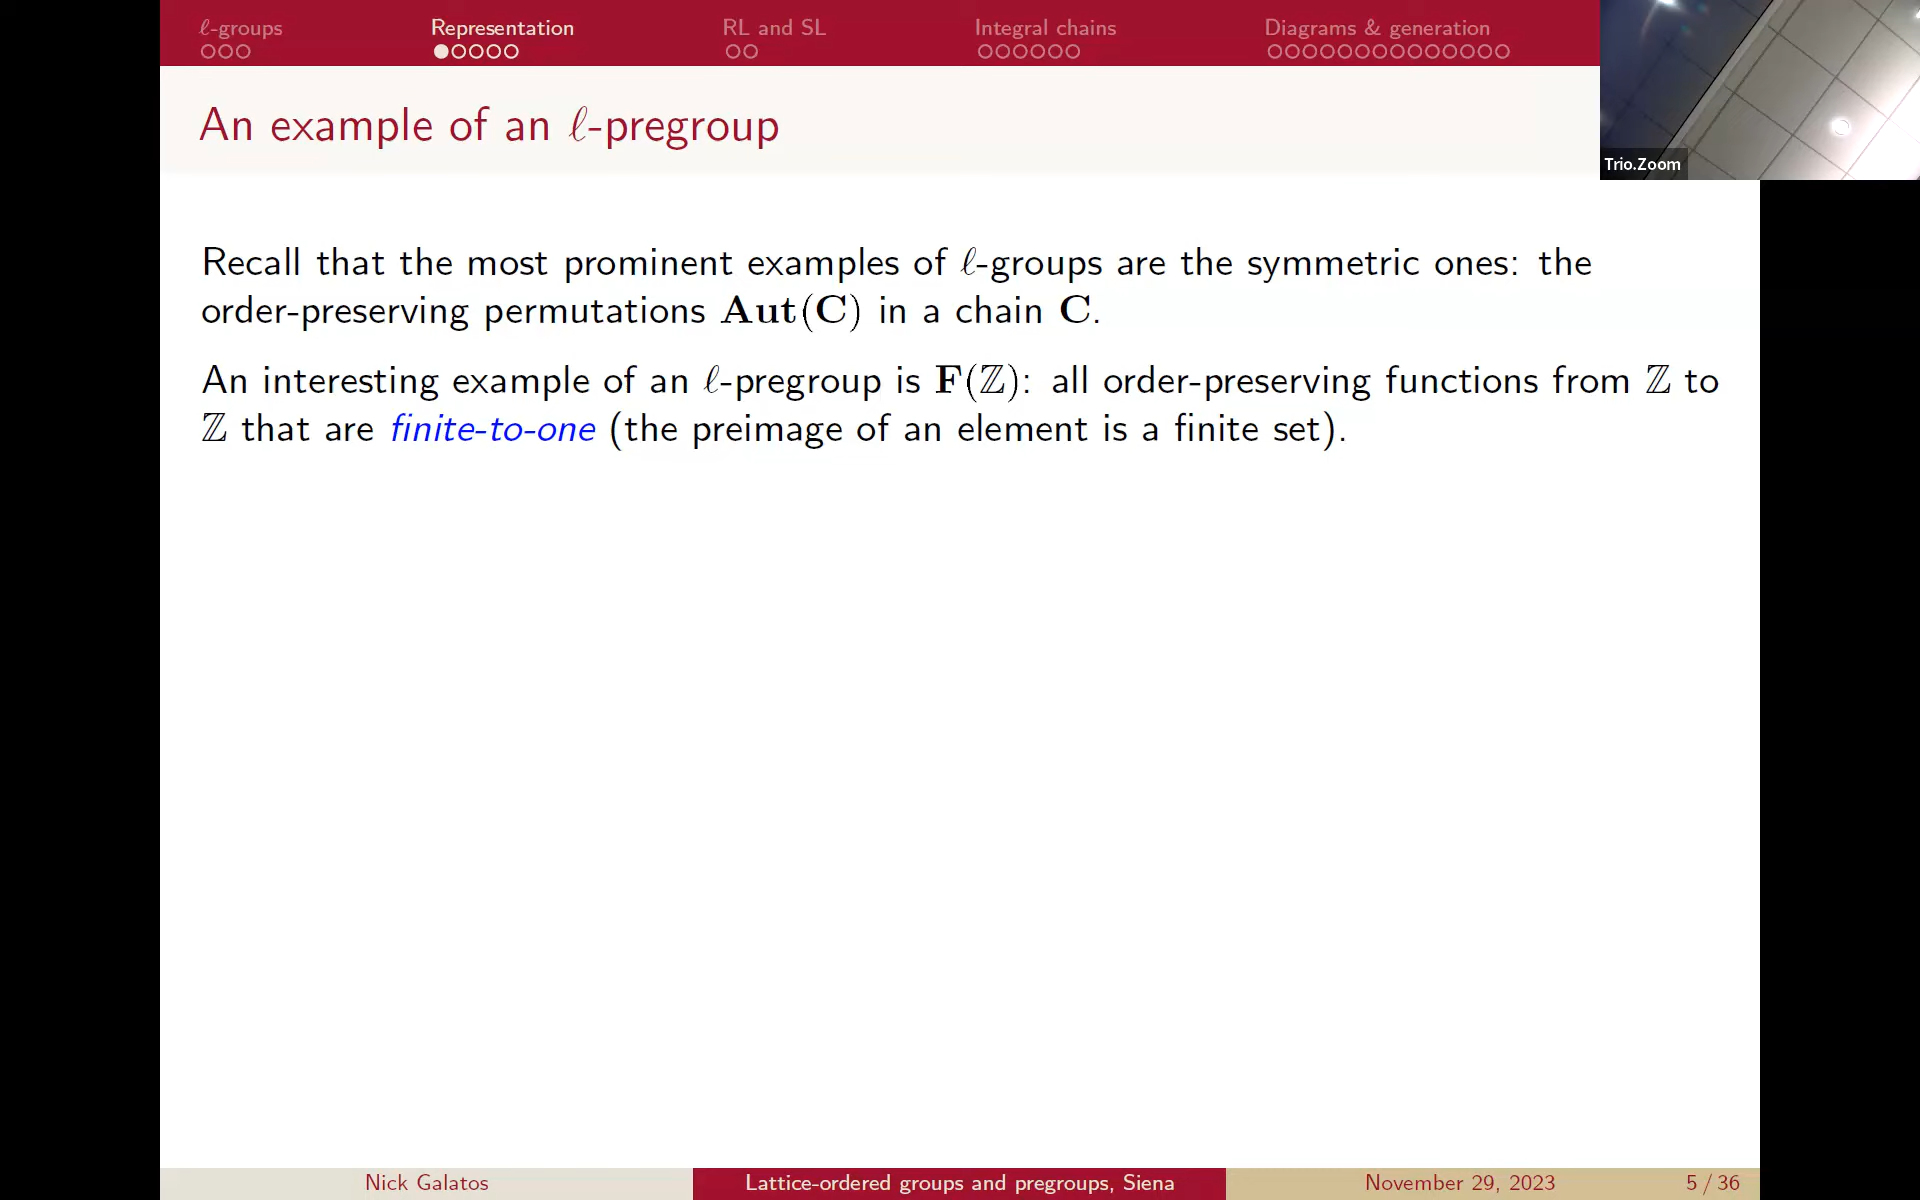 ℓ-groups Representation RL and SL Integral chains Diagrams & generation
An example of an ℓ-pregroup
Trio.Zoom
Recall that the most prominent examples of ℓ-groups are the symmetric ones: the
order-preserving permutations Aut(C) in a chain C.
An interesting example of an ℓ-pregroup is F(ℤ): all order-preserving functions from ℤ to
ℤ that are finite-to-one (the preimage of an element is a finite set).
Nick Galatos Lattice-ordered groups and pregroups, Siena November 29, 2023 5 / 36